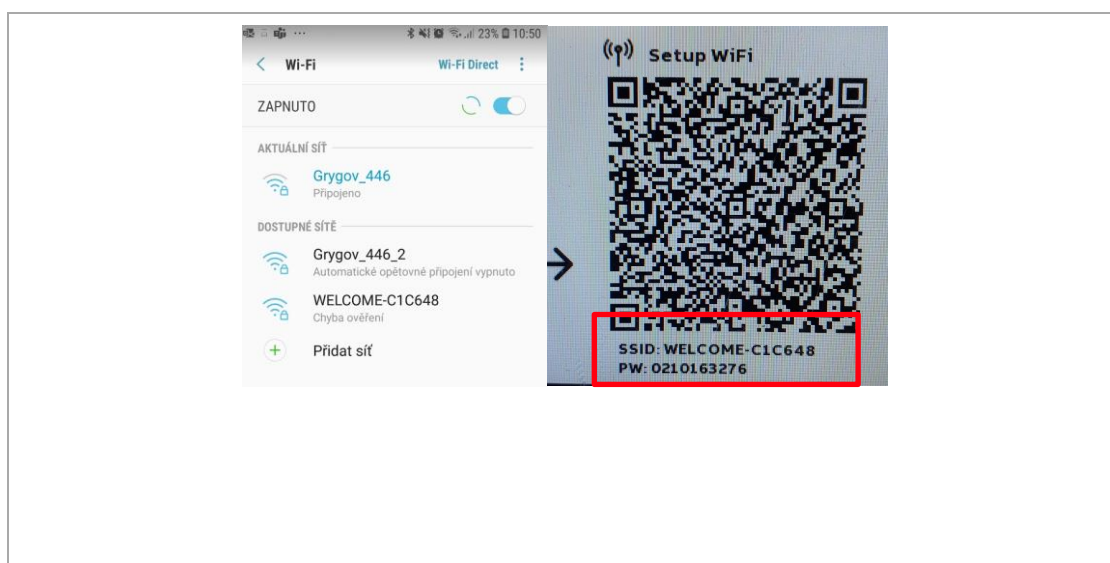 23% 10:50
Wi-Fi Wi-Fi Direct
ZAPNUTO
AKTUÁLNÍ SÍŤ
Grygov_446
Připojeno
DOSTUPNÉ SÍTĚ
Grygov_446_2
Automatické opětovné připojení vypnuto
WELCOME-C1C648
Chyba ověření
Přidat síť
Setup WiFi
SSID: WELCOME-C1C648
PW: 0210163276